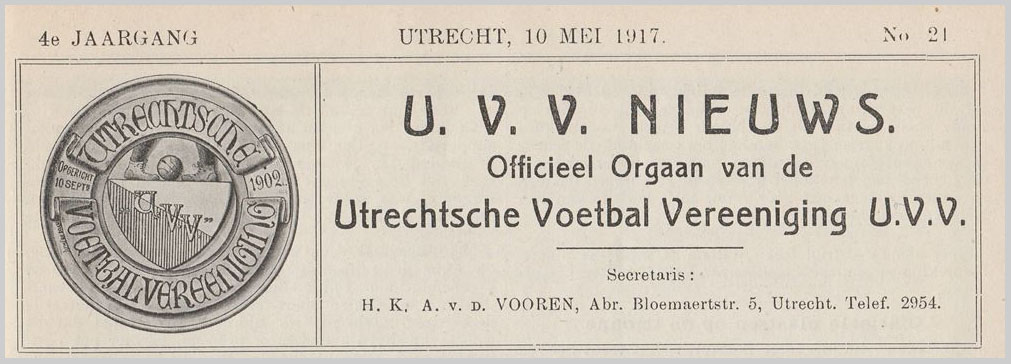 4e JAARGANG
UTRECHT, 10 MEI 1917.
No 21
UTRECHTSCHE
OPGERICHT
10 SEPT.
1902.
U.V.V.
VOETBALVEREENIGING
U. V. V. NIEUWS.
Officieel Orgaan van de
Utrechtsche Voetbal Vereeniging U.V.V.
Secretaris :
H. K. A. v. D. VOOREN, Abr. Bloemaertstr. 5, Utrecht. Telef. 2954.